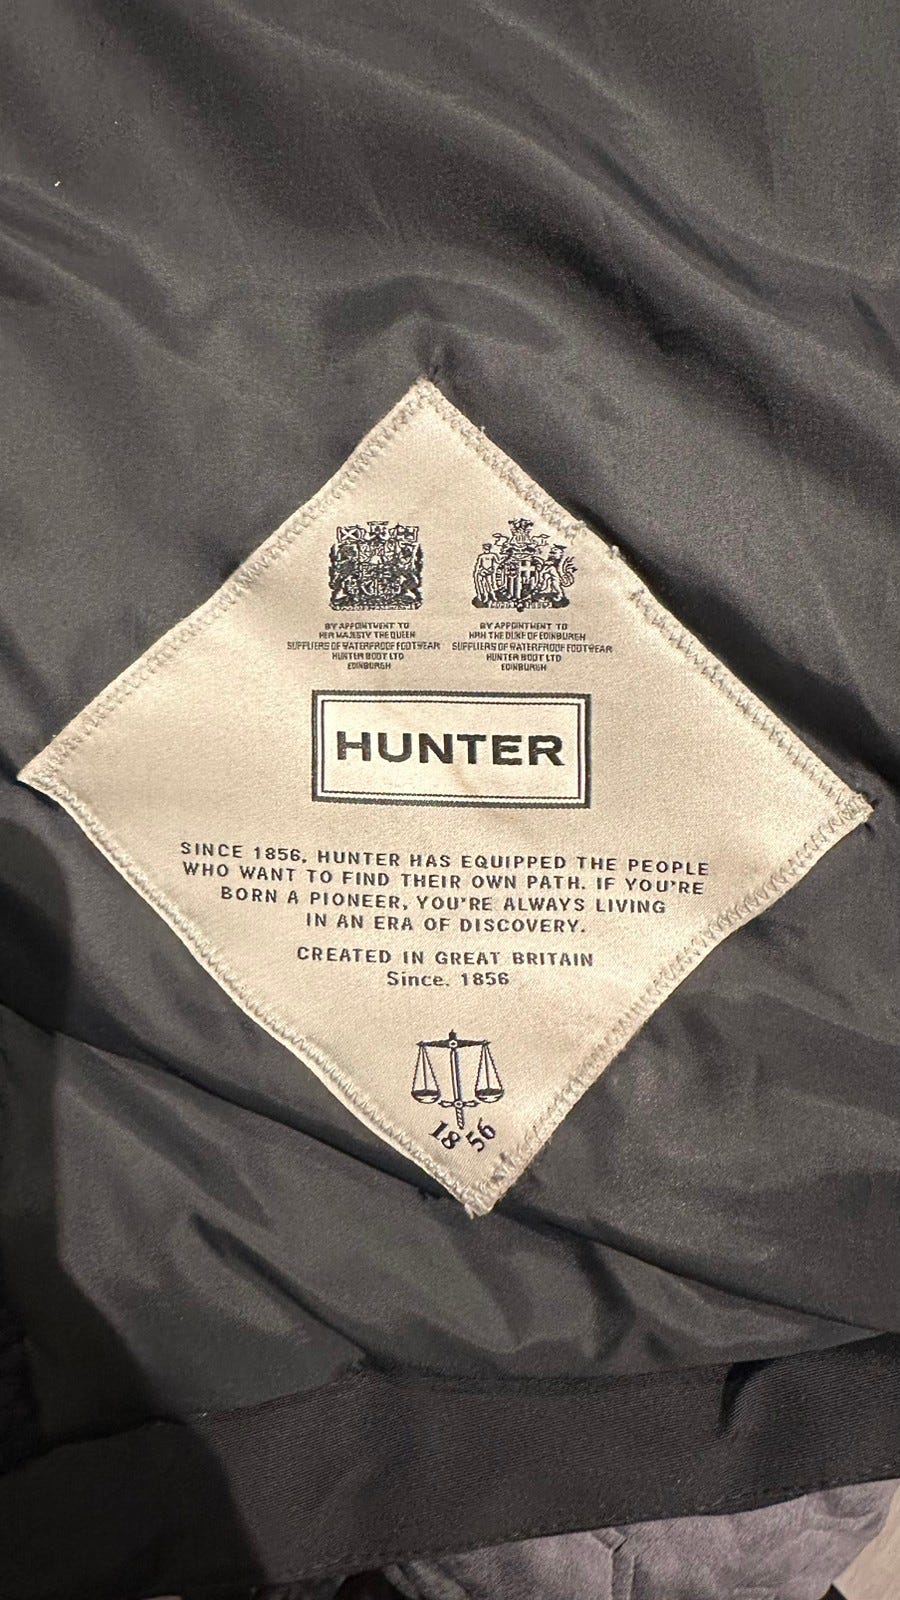 BY APPOINTMENT TO
HER MAJESTY THE QUEEN
SUPPLIERS OF WATERPROOF FOOTWEAR
HUNTER BOOT LTD
EDINBURGH
BY APPOINTMENT TO
HRH THE DUKE OF EDINBURGH
SUPPLIERS OF WATERPROOF FOOTWEAR
HUNTER BOOT LTD
EDINBURGH
HUNTER
SINCE 1856, HUNTER HAS EQUIPPED THE PEOPLE
WHO WANT TO FIND THEIR OWN PATH. IF YOU'RE
BORN A PIONEER, YOU'RE ALWAYS LIVING
IN AN ERA OF DISCOVERY.
CREATED IN GREAT BRITAIN
Since. 1856
1856